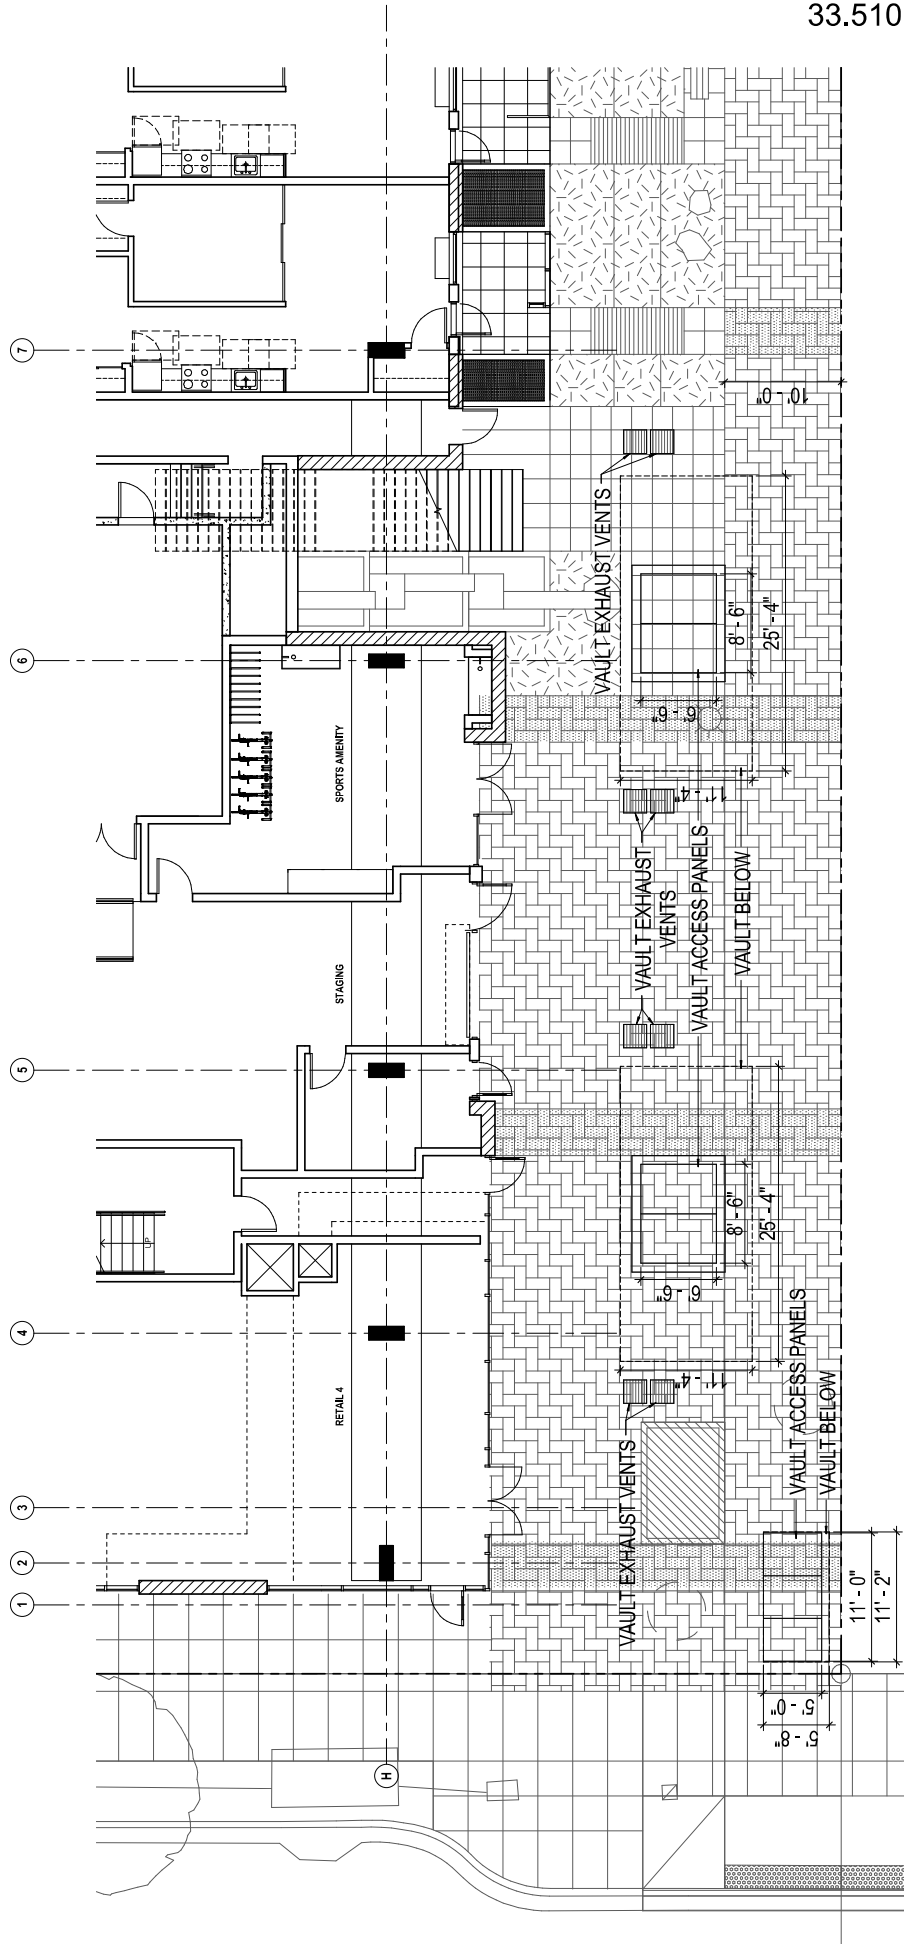 33.510
7
10' - 0"
VAULT EXHAUST VENTS
8' - 6"
25' - 4"
6
6' - 6"
SPORTS AMENITY
11' - 4"
VAULT EXHAUST
VENTS
VAULT ACCESS PANELS
VAULT BELOW
STAGING
5
8' - 6"
25' - 4"
UP
6' - 6"
4
11' - 4"
RETAIL 4
VAULT ACCESS PANELS
VAULT BELOW
VAULT EXHAUST VENTS
3
2
1
11' - 0"
11' - 2"
5' - 0"
5' - 8"
H